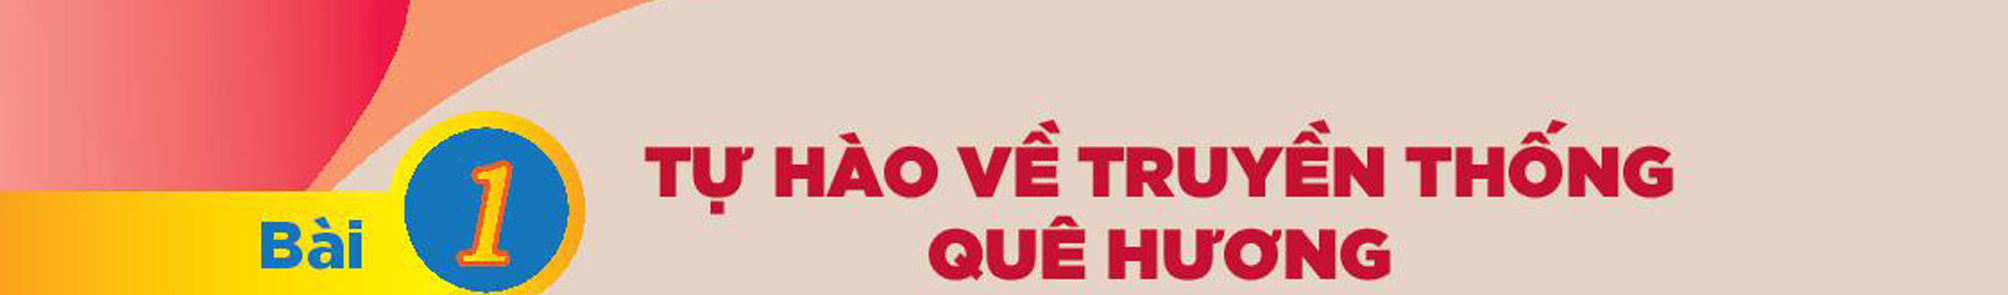 Bài 1
TỰ HÀO VỀ TRUYỀN THỐNG
QUÊ HƯƠNG